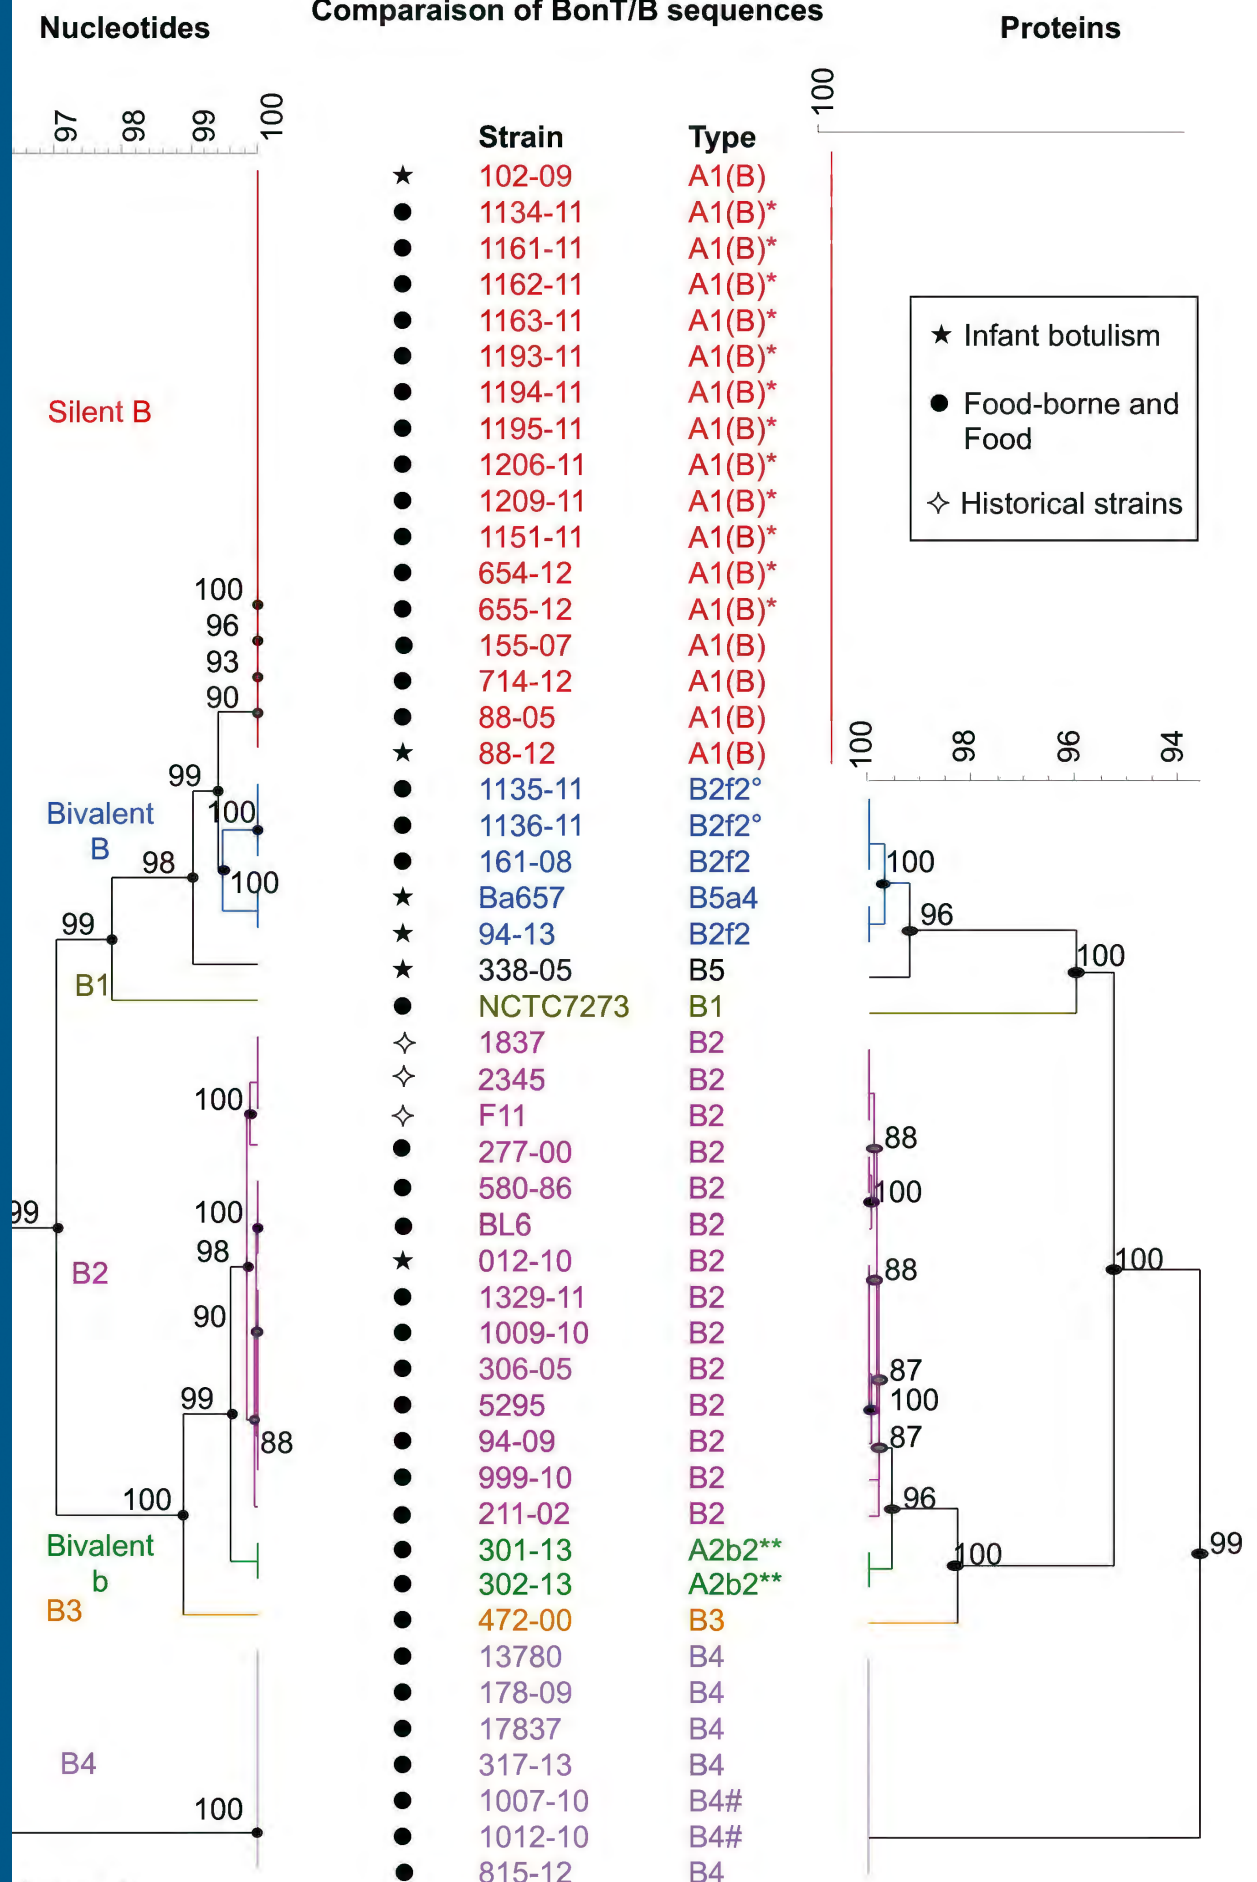 Comparaison of BonT/B sequences
Nucleotides
Proteins
97 98 99 100
100
Strain Type
102-09 A1(B)
1134-11 A1(B)*
1161-11 A1(B)*
1162-11 A1(B)*
1163-11 A1(B)*
1193-11 A1(B)*
1194-11 A1(B)*
1195-11 A1(B)*
1206-11 A1(B)*
1209-11 A1(B)*
1151-11 A1(B)*
654-12 A1(B)*
655-12 A1(B)*
155-07 A1(B)
714-12 A1(B)
88-05 A1(B)
88-12 A1(B)
1135-11 B2f2°
1136-11 B2f2°
161-08 B2f2
Ba657 B5a4
94-13 B2f2
338-05 B5
NCTC7273 B1
1837 B2
2345 B2
F11 B2
277-00 B2
580-86 B2
BL6 B2
012-10 B2
1329-11 B2
1009-10 B2
306-05 B2
5295 B2
94-09 B2
999-10 B2
211-02 B2
301-13 A2b2**
302-13 A2b2**
472-00 B3
13780 B4
178-09 B4
17837 B4
317-13 B4
1007-10 B4#
1012-10 B4#
815-12 B4
★ Infant botulism
● Food-borne and
Food
✧ Historical strains
Silent B
100
96
93
90
99
Bivalent
B
100
98
100
99
B1
100
99
100
98
B2
90
99
88
100
Bivalent
b
B3
B4
100
100 98 96 94
100
96
100
88
100
88
100
87
100
87
96
100
99